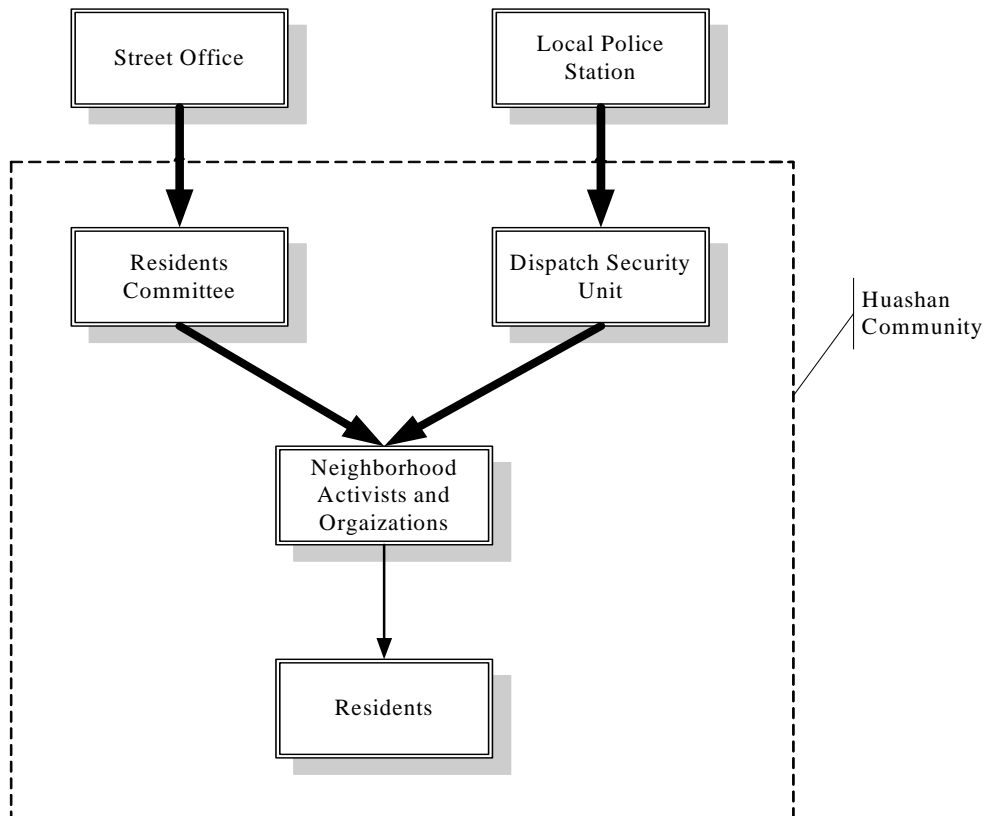 Street Office
Local Police
Station
Residents
Committee
Dispatch Security
Unit
Huashan
Community
Neighborhood
Activists and
Orgaizations
Residents